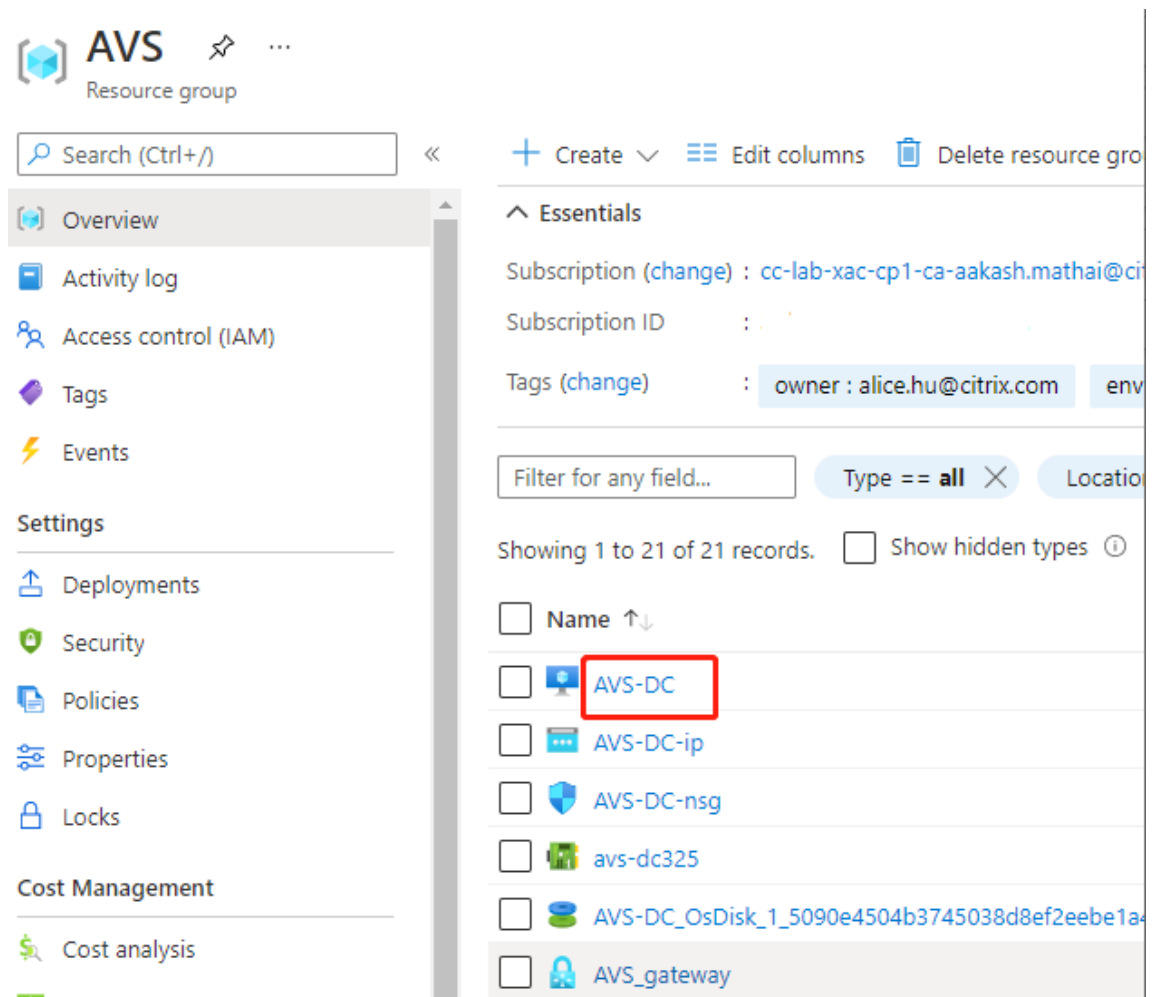 AVS
Resource group
Search (Ctrl+/)
Overview
Activity log
Access control (IAM)
Tags
Events
Settings
Deployments
Security
Policies
Properties
Locks
Cost Management
Cost analysis
Create
Edit columns
Delete resource gro
Essentials
Subscription (change) : cc-lab-xac-cp1-ca-aakash.mathai@ci
Subscription ID :
Tags (change) : owner : alice.hu@citrix.com env
Filter for any field... Type == all Locatio
Showing 1 to 21 of 21 records. Show hidden types
Name
AVS-DC
AVS-DC-ip
AVS-DC-nsg
avs-dc325
AVS-DC_OsDisk_1_5090e4504b3745038d8ef2eebe1a4
AVS_gateway